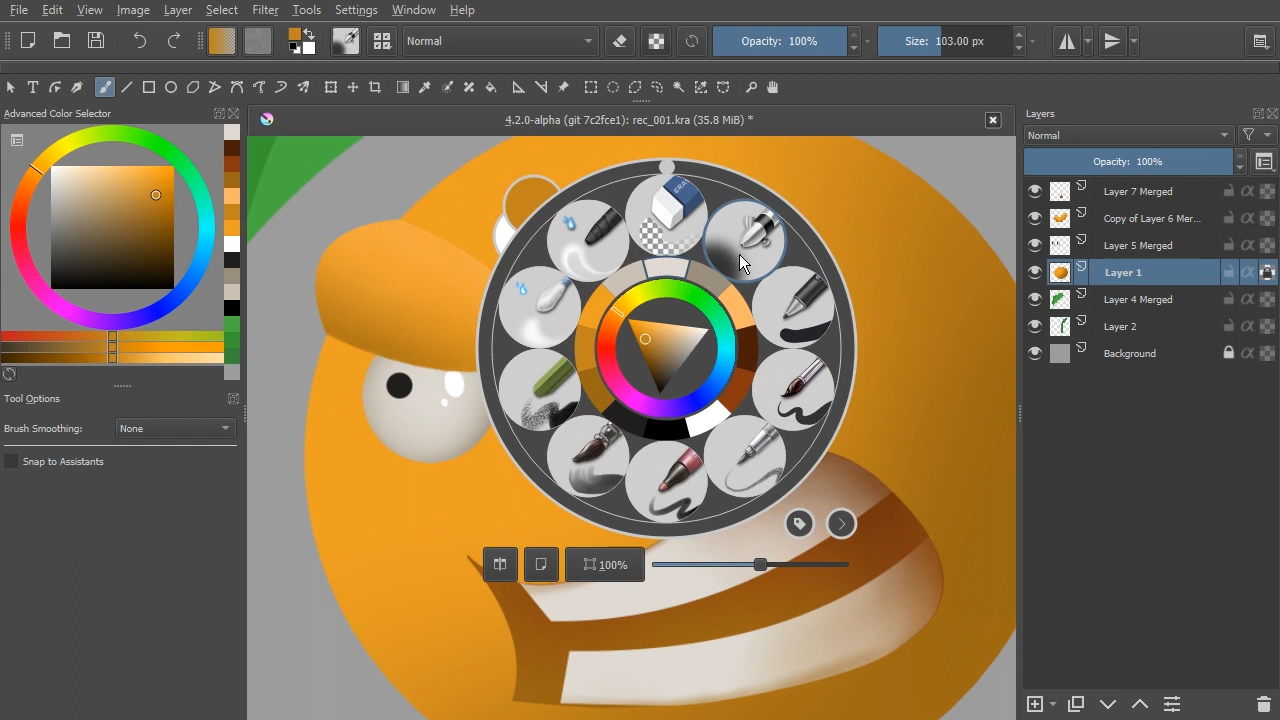 File Edit View Image Layer Select Filter Tools Settings Window Help
Normal
Opacity: 100%
Size: 103.00 px
Advanced Color Selector
4.2.0-alpha (git 7c2fce1): rec_001.kra (35.8 MiB) *
Layers
Normal
Opacity: 100%
Layer 7 Merged
Copy of Layer 6 Mer...
Layer 5 Merged
Layer 1
Layer 4 Merged
Layer 2
Background
Tool Options
Brush Smoothing: None
Snap to Assistants
ERA
100%